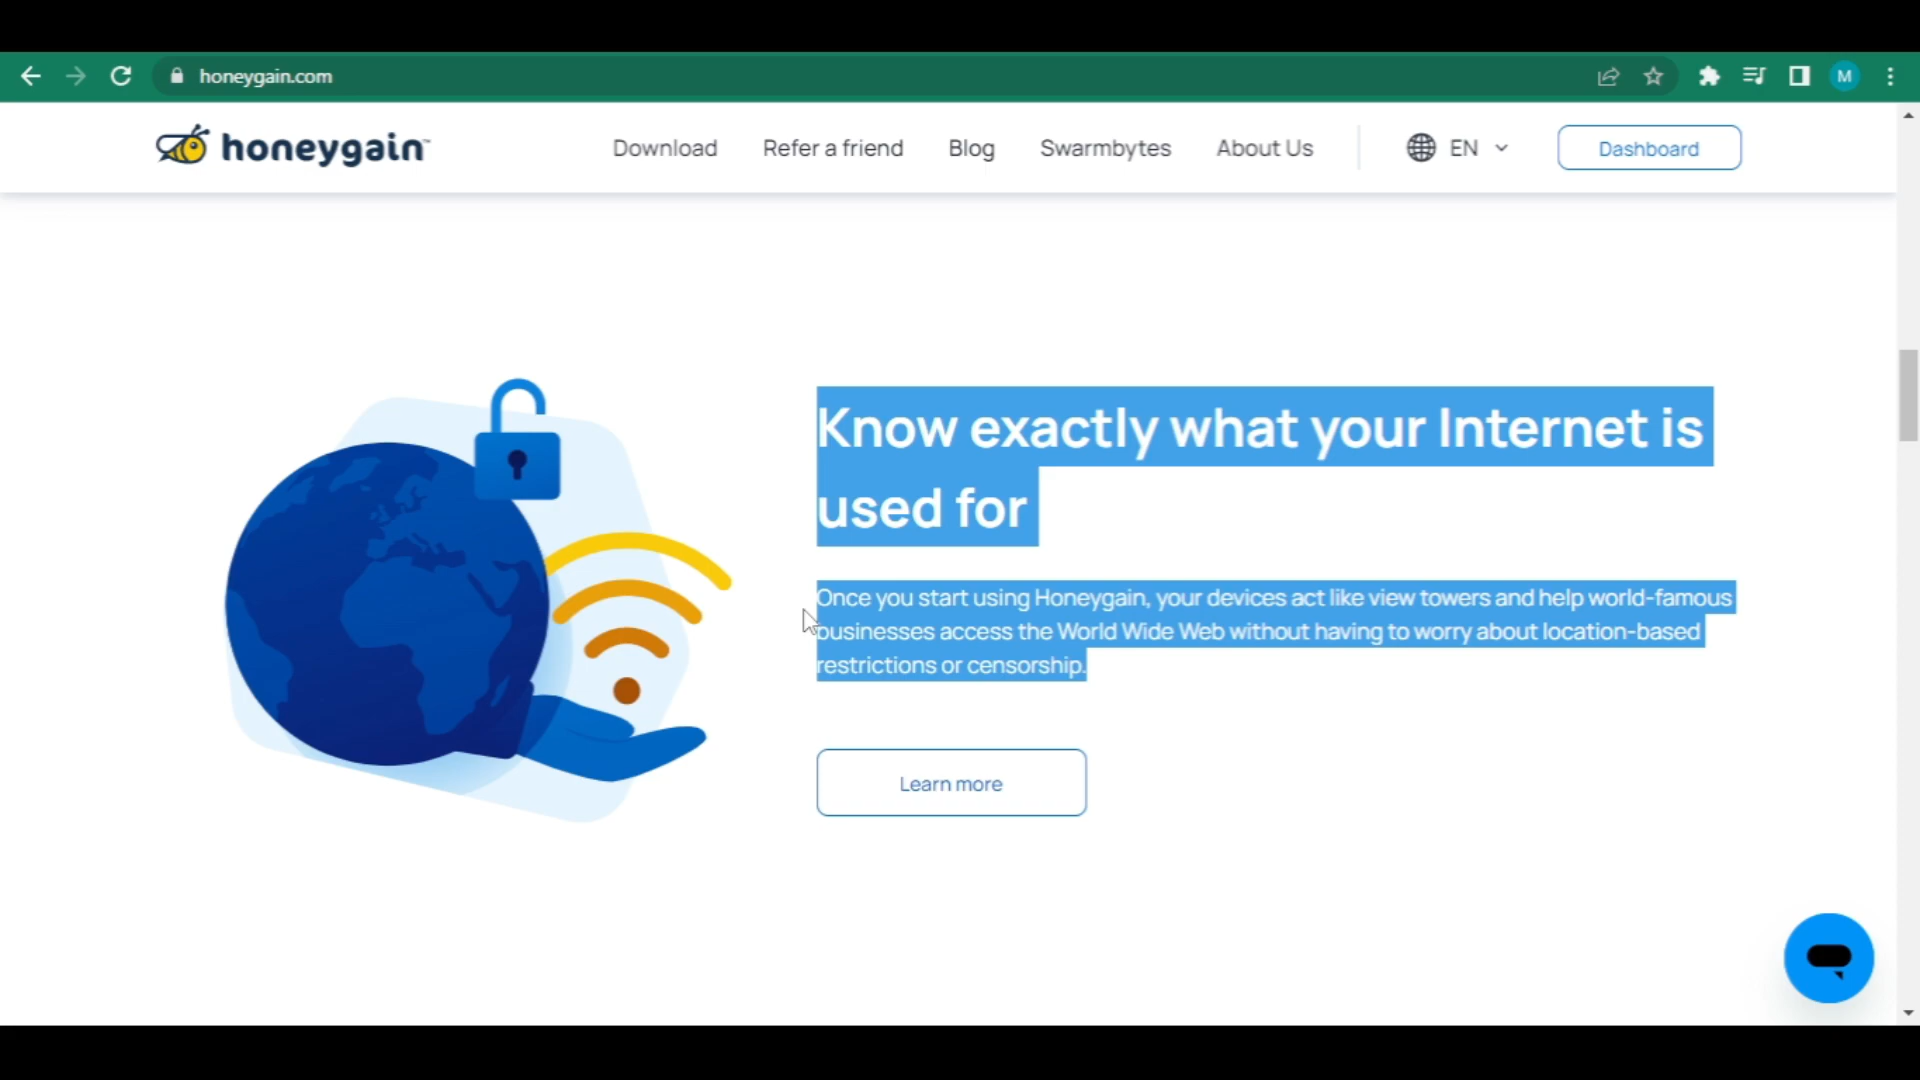 honeygain.com
M
honeygain™
Download
Refer a friend
Blog
Swarmbytes
About Us
EN
Dashboard
Know exactly what your Internet is
used for
Once you start using Honeygain, your devices act like view towers and help world-famous
businesses access the World Wide Web without having to worry about location-based
restrictions or censorship.
Learn more